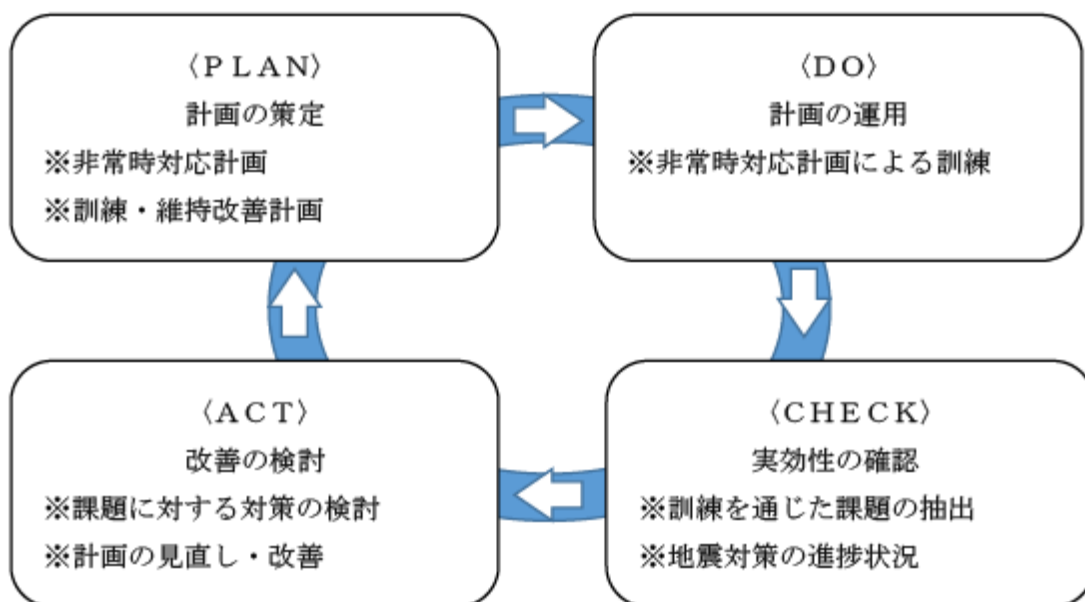 〈ＰＬＡＮ〉
計画の策定
※非常時対応計画
※訓練・維持改善計画
〈DO〉
計画の運用
※非常時対応計画による訓練
〈ＣＨＥＣＫ〉
実効性の確認
※訓練を通じた課題の抽出
※地震対策の進捗状況
〈ＡＣＴ〉
改善の検討
※課題に対する対策の検討
※計画の見直し・改善